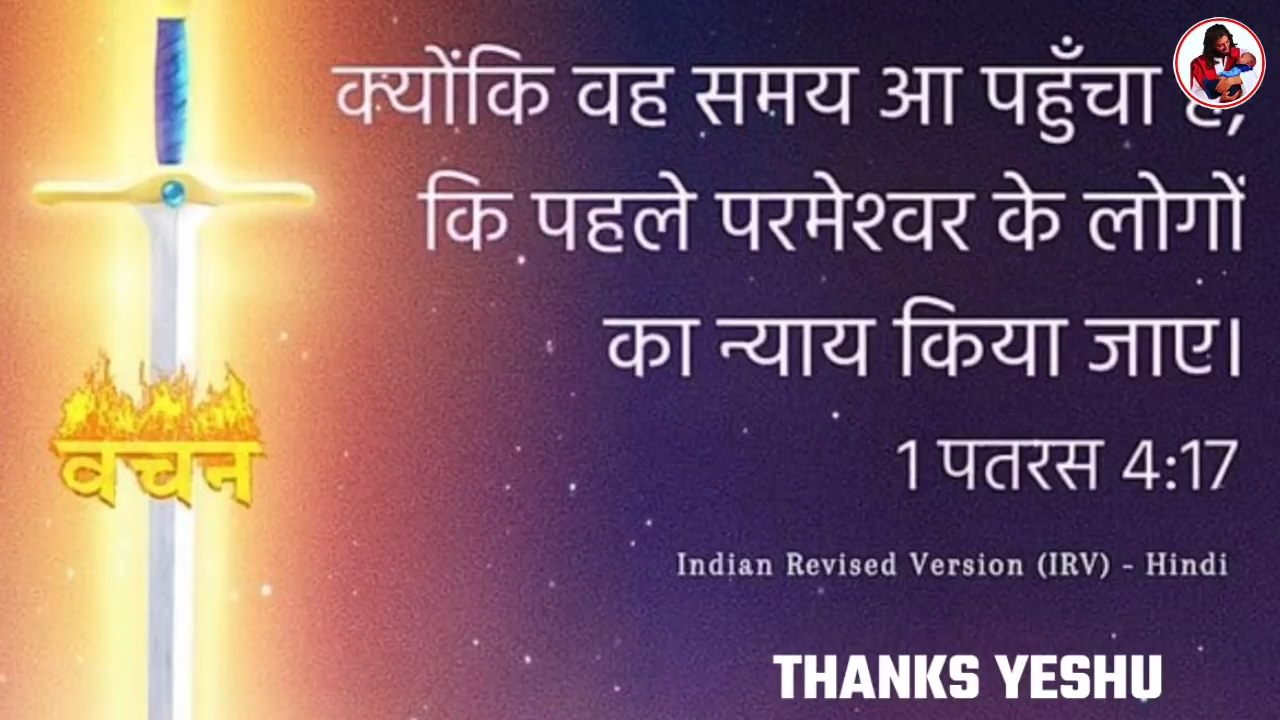 क्योंकि वह समय आ पहुँचा है,
कि पहले परमेश्वर के लोगों
का न्याय किया जाए।
1 पतरस 4:17
वचन
Indian Revised Version (IRV) - Hindi
THANKS YESHU